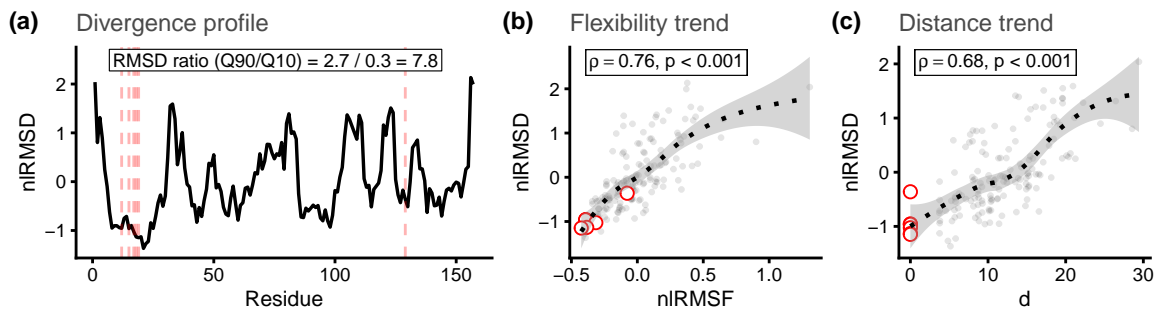 (a) Divergence profile
RMSD ratio (Q90/Q10) = 2.7 / 0.3 = 7.8
2
1
0
−1
nlRMSD
0 50 100 150
Residue
(b) Flexibility trend
ρ = 0.76, p < 0.001
2
1
0
−1
nlRMSD
−0.5 0.0 0.5 1.0
nlRMSF
(c) Distance trend
ρ = 0.68, p < 0.001
2
1
0
−1
nlRMSD
0 10 20 30
d